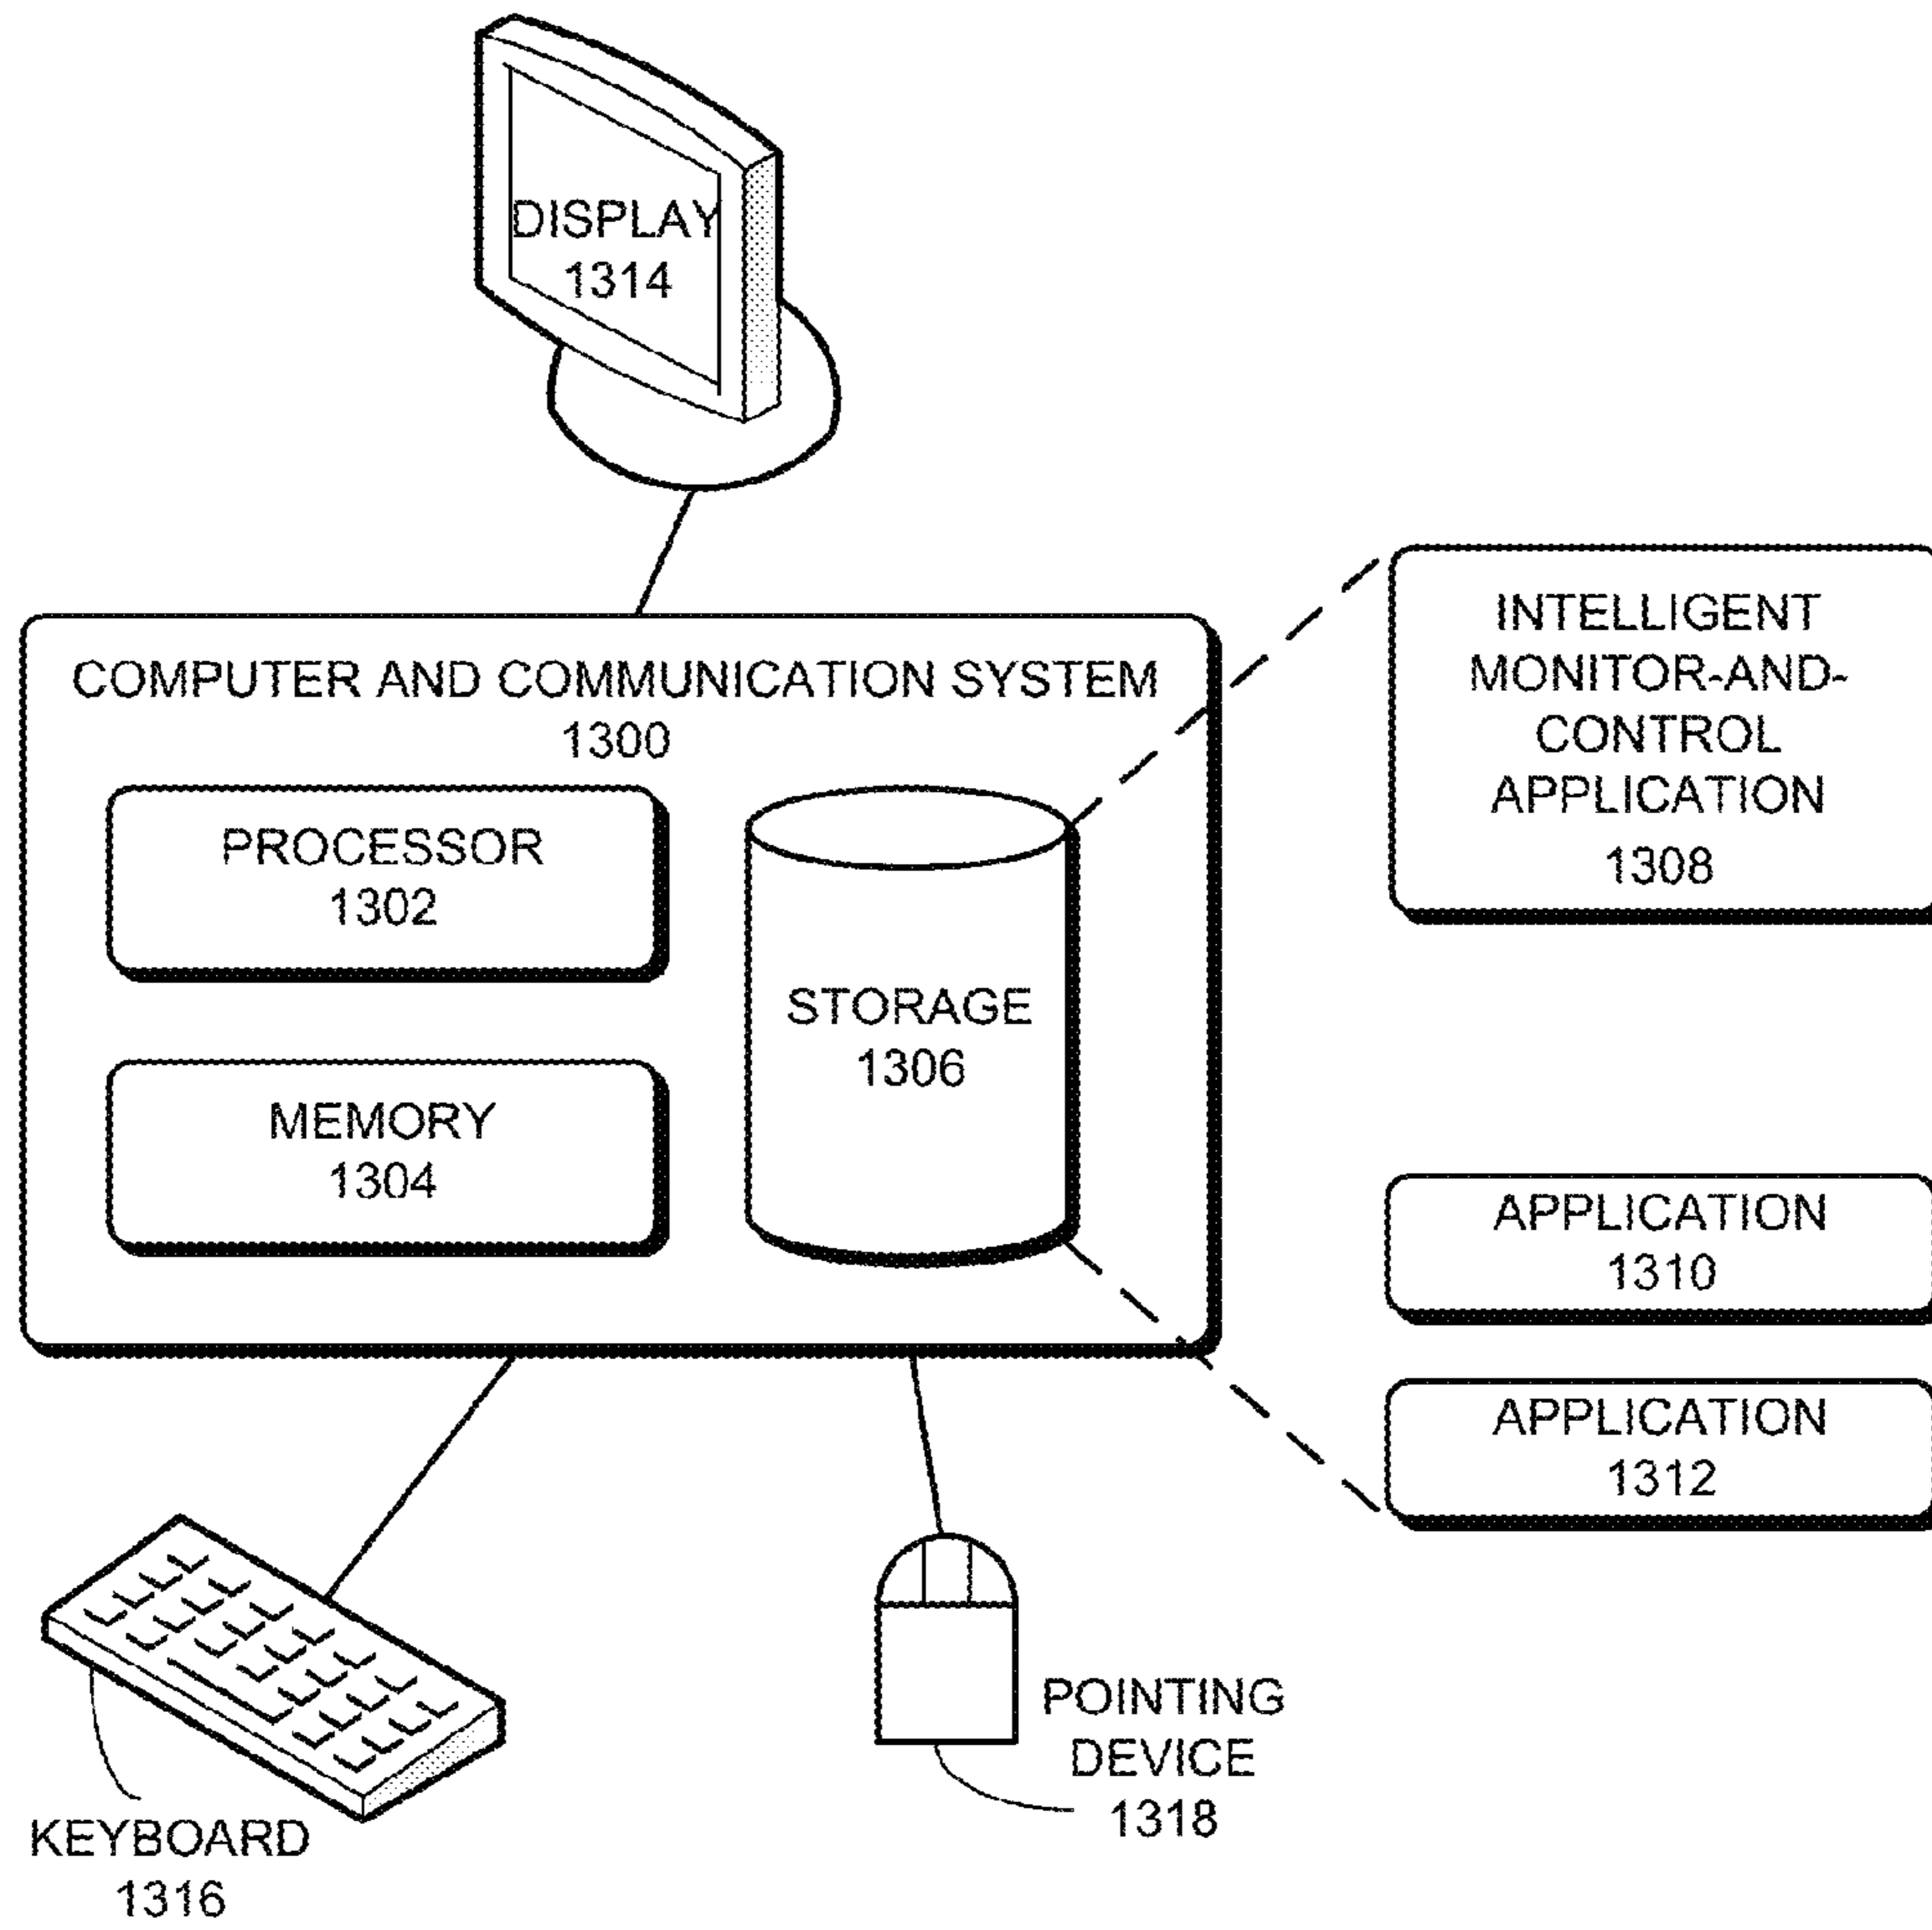 DISPLAY
1314
COMPUTER AND COMMUNICATION SYSTEM
1300
PROCESSOR
1302
MEMORY
1304
STORAGE
1306
INTELLIGENT
MONITOR-AND-
CONTROL
APPLICATION
1308
APPLICATION
1310
APPLICATION
1312
KEYBOARD
1316
POINTING
DEVICE
1318